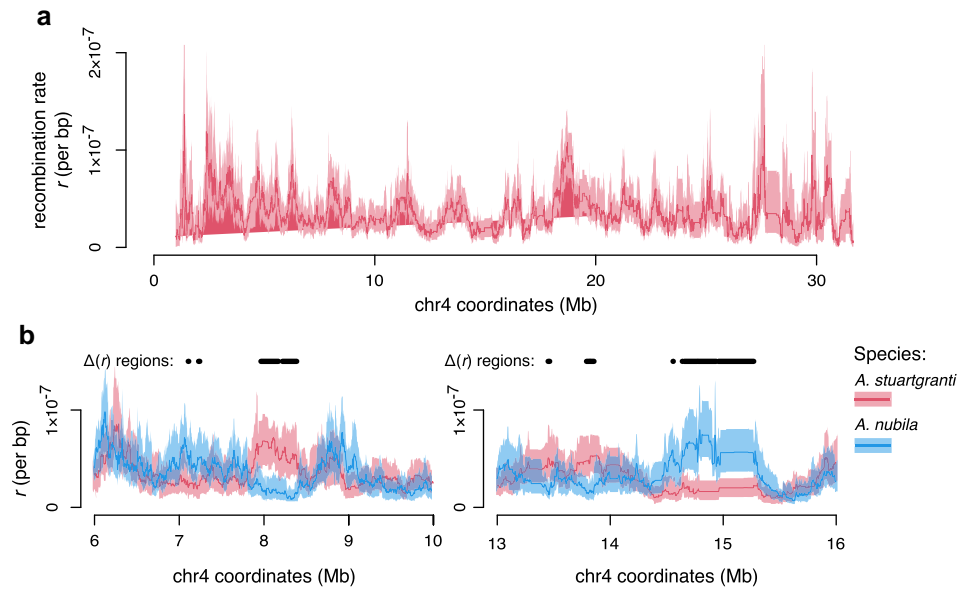 a
recombination rate
r (per bp)
0
1×10⁻⁷
2×10⁻⁷
0 10 20 30
chr4 coordinates (Mb)
b
Δ(r) regions:
r (per bp)
0
1×10⁻⁷
6 7 8 9 10
chr4 coordinates (Mb)
Δ(r) regions:
0
1×10⁻⁷
13 14 15 16
chr4 coordinates (Mb)
Species:
A. stuartgranti
A. nubila